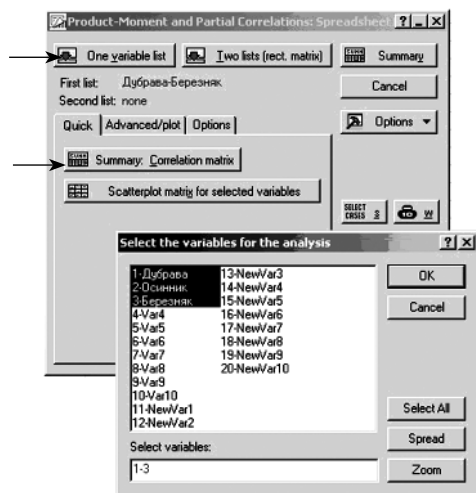 Product-Moment and Partial Correlations: Spreadsheet
One variable list
Two lists (rect. matrix)
Summary
First list: Дубрава-Березняк
Second list: none
Cancel
Quick
Advanced/plot
Options
Options
Summary: Correlation matrix
Scatterplot matrix for selected variables
SELECT CASES S
W
Select the variables for the analysis
1-Дубрава
2-Осинник
3-Березняк
4-Var4
5-Var5
6-Var6
7-Var7
8-Var8
9-Var9
10-Var10
11-NewVar1
12-NewVar2
13-NewVar3
14-NewVar4
15-NewVar5
16-NewVar6
17-NewVar7
18-NewVar8
19-NewVar9
20-NewVar10
OK
Cancel
Select All
Spread
Zoom
Select variables:
1-3